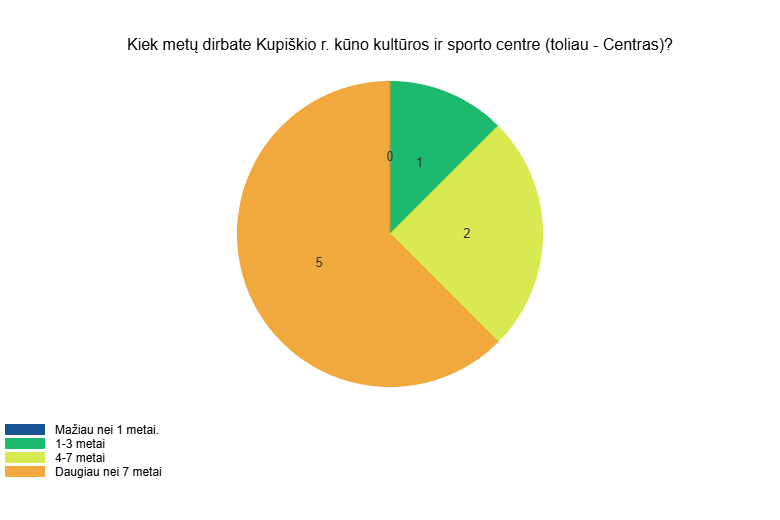 Kiek metų dirbate Kupiškio r. kūno kultūros ir sporto centre (toliau - Centras)?
0
1
2
5
Mažiau nei 1 metai.
1-3 metai
4-7 metai
Daugiau nei 7 metai